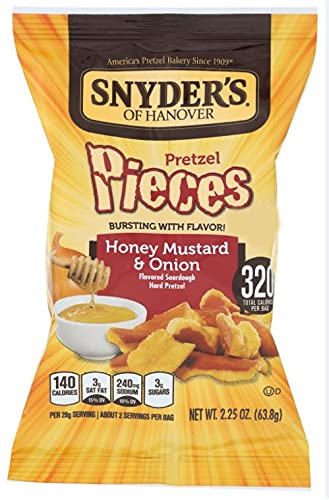 America's Pretzel Bakery Since 1909®
SNYDER'S
OF HANOVER®
Pretzel
Pieces
BURSTING WITH FLAVOR!
Honey Mustard
& Onion
Flavored Sourdough
Hard Pretzel
320
TOTAL CALORIES
PER BAG
140
CALORIES
3g
SAT FAT
15% DV
240mg
SODIUM
10% DV
3g
SUGARS
PER 28g SERVING | ABOUT 2 SERVINGS PER BAG
U D
NET WT. 2.25 OZ. (63.8g)